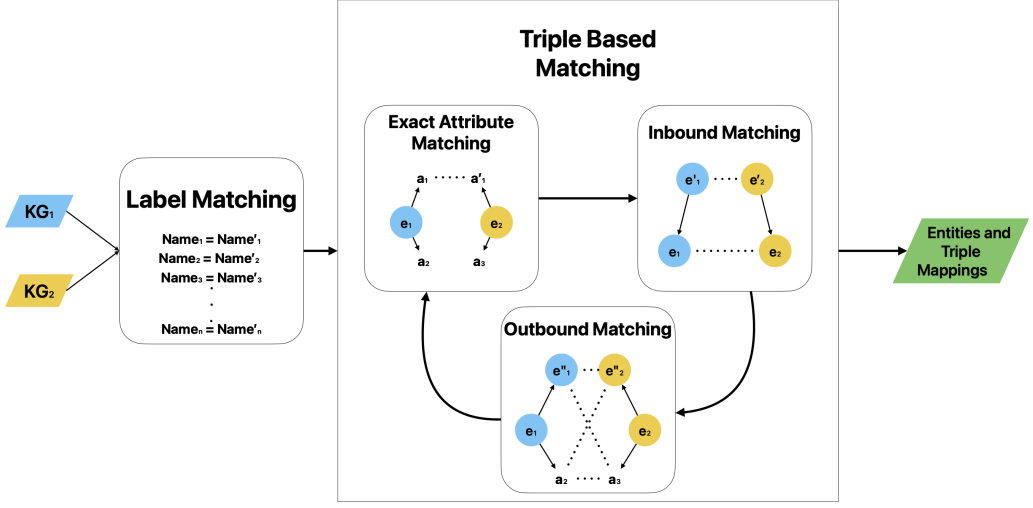 KG₁
KG₂
Label Matching
Name₁ = Name′₁
Name₂ = Name′₂
Name₃ = Name′₃
.
.
.
Nameₙ = Name′ₙ
Triple Based
Matching
Exact Attribute
Matching
a₁ ······ a′₁
e₁ e₂
a₂ a₃
Inbound Matching
e'₁ ···· e′₂
e₁ ·········· e₂
Outbound Matching
e"₁ ··· e"₂
e₁ e₂
a₂ ····· a₃
Entities and
Triple
Mappings